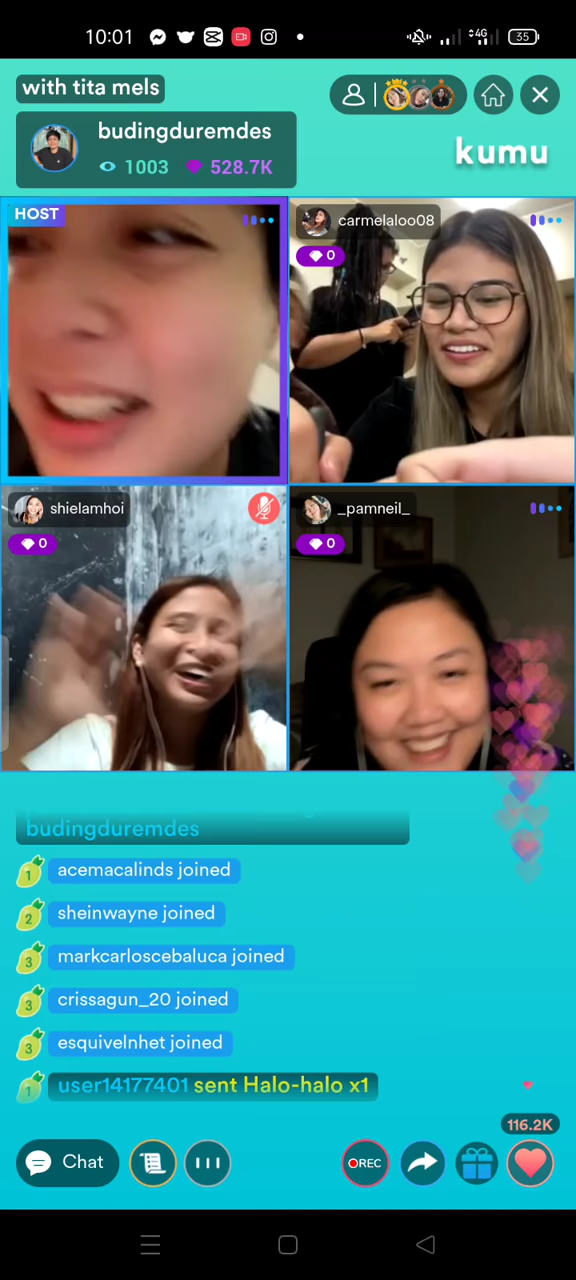 10:01
4G
35
with tita mels
budingduremdes
1003
528.7K
kumu
HOST
carmelaloo08
0
shielamhoi
_pamneil_
0
0
budingduremdes
1 acemacalinds joined
2 sheinwayne joined
3 markcarloscebaluca joined
3 crissagun_20 joined
3 esquivelnhet joined
1 user14177401 sent Halo-halo x1
116.2K
Chat
REC